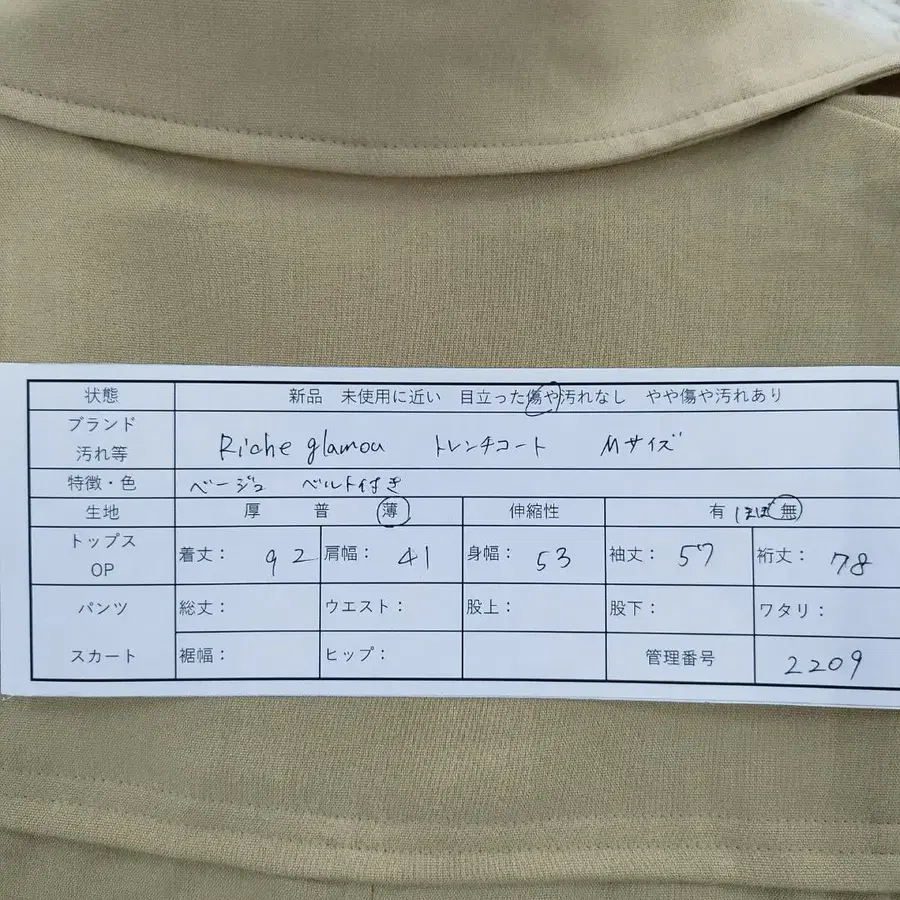 状態 新品 未使用に近い 目立った傷や汚れなし やや傷や汚れあり
ブランド
汚れ等 Riche glamou トレンチコート Mサイズ
特徴・色 ベージュ ベルト付き
生地 厚 普 薄 伸縮性 有 ほぼ 無
トップス
OP 着丈: 92 肩幅: 41 身幅: 53 袖丈: 57 裄丈: 78
パンツ 総丈: ウエスト: 股上: 股下: ワタリ:
スカート 裾幅: ヒップ: 管理番号 2209